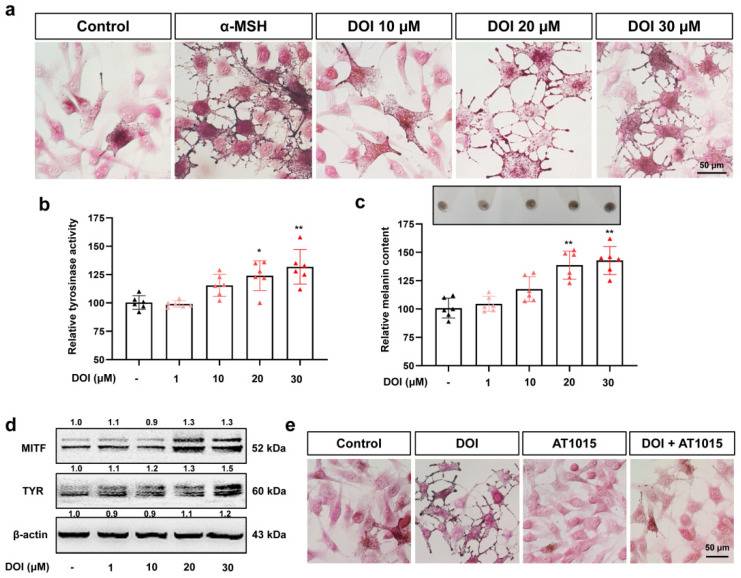 a
Control
α-MSH
DOI 10 μM
DOI 20 μM
DOI 30 μM
50 μm
b
Relative tyrosinase activity
175
150
125
100
75
50
*
**
DOI (μM)
-
1
10
20
30
c
Relative melanin content
175
150
125
100
75
50
**
**
DOI (μM)
-
1
10
20
30
d
1.0 1.1 0.9 1.3 1.3
MITF 52 kDa
1.0 1.1 1.2 1.3 1.5
TYR 60 kDa
1.0 0.9 0.9 1.1 1.2
β-actin 43 kDa
DOI (μM) - 1 10 20 30
e
Control
DOI
AT1015
DOI + AT1015
50 μm